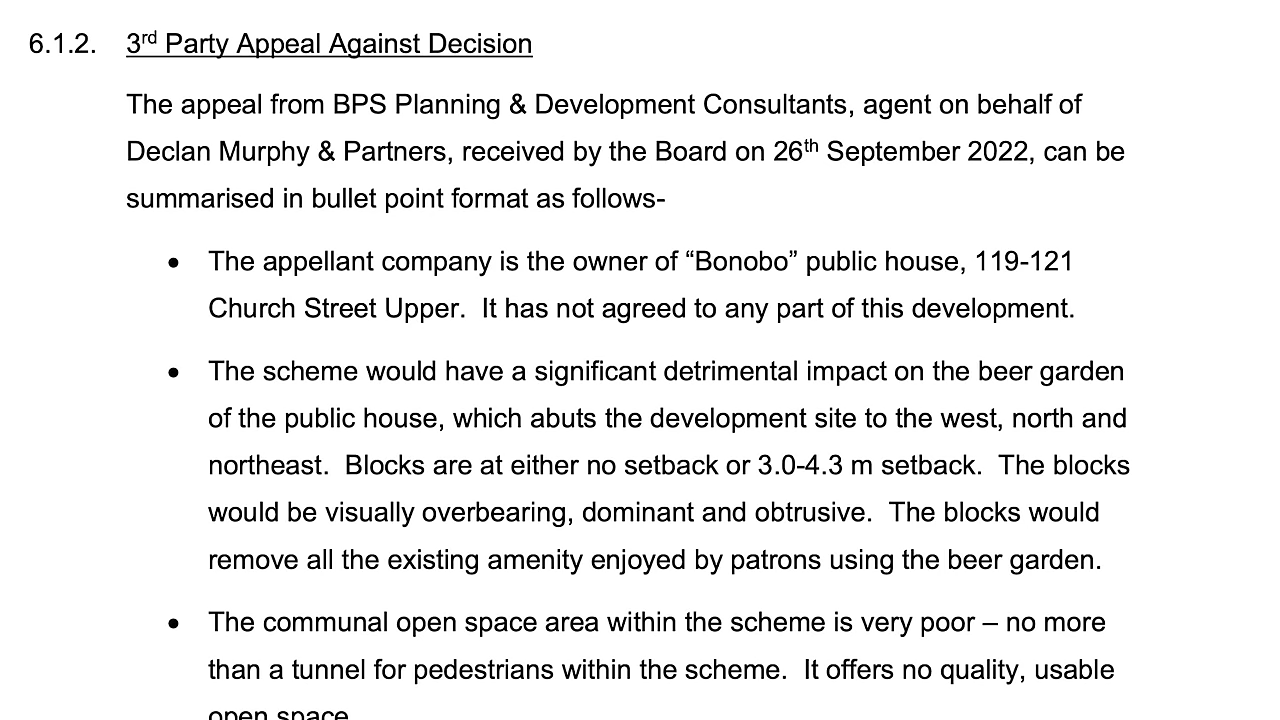 6.1.2. 3rd Party Appeal Against Decision
The appeal from BPS Planning & Development Consultants, agent on behalf of
Declan Murphy & Partners, received by the Board on 26th September 2022, can be
summarised in bullet point format as follows-
• The appellant company is the owner of “Bonobo” public house, 119-121
Church Street Upper.  It has not agreed to any part of this development.
• The scheme would have a significant detrimental impact on the beer garden
of the public house, which abuts the development site to the west, north and
northeast.  Blocks are at either no setback or 3.0-4.3 m setback.  The blocks
would be visually overbearing, dominant and obtrusive.  The blocks would
remove all the existing amenity enjoyed by patrons using the beer garden.
• The communal open space area within the scheme is very poor – no more
than a tunnel for pedestrians within the scheme.  It offers no quality, usable
open space